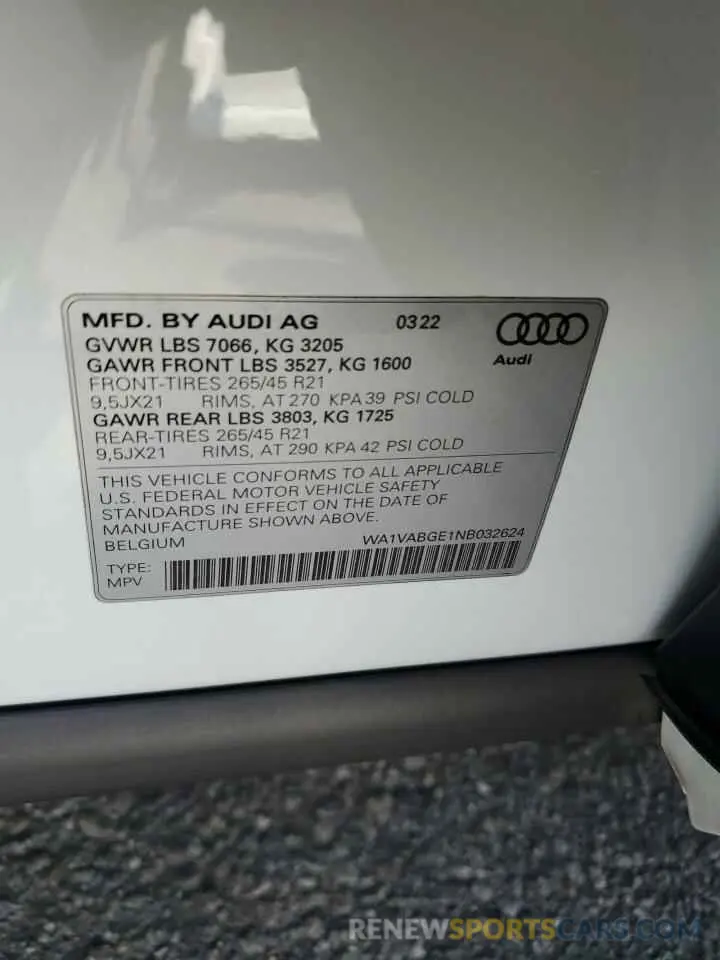 MFD. BY AUDI AG 03 22
GVWR LBS 7066, KG 3205
GAWR FRONT LBS 3527, KG 1600
FRONT-TIRES 265/45 R21
9,5JX21 RIMS, AT 270 KPA 39 PSI COLD
GAWR REAR LBS 3803, KG 1725
REAR-TIRES 265/45 R21
9,5JX21 RIMS, AT 290 KPA 42 PSI COLD
Audi
THIS VEHICLE CONFORMS TO ALL APPLICABLE
U.S. FEDERAL MOTOR VEHICLE SAFETY
STANDARDS IN EFFECT ON THE DATE OF
MANUFACTURE SHOWN ABOVE.
BELGIUM WA1VABGE1NB032624
TYPE:
MPV
RENEWSPORTSCARS.COM